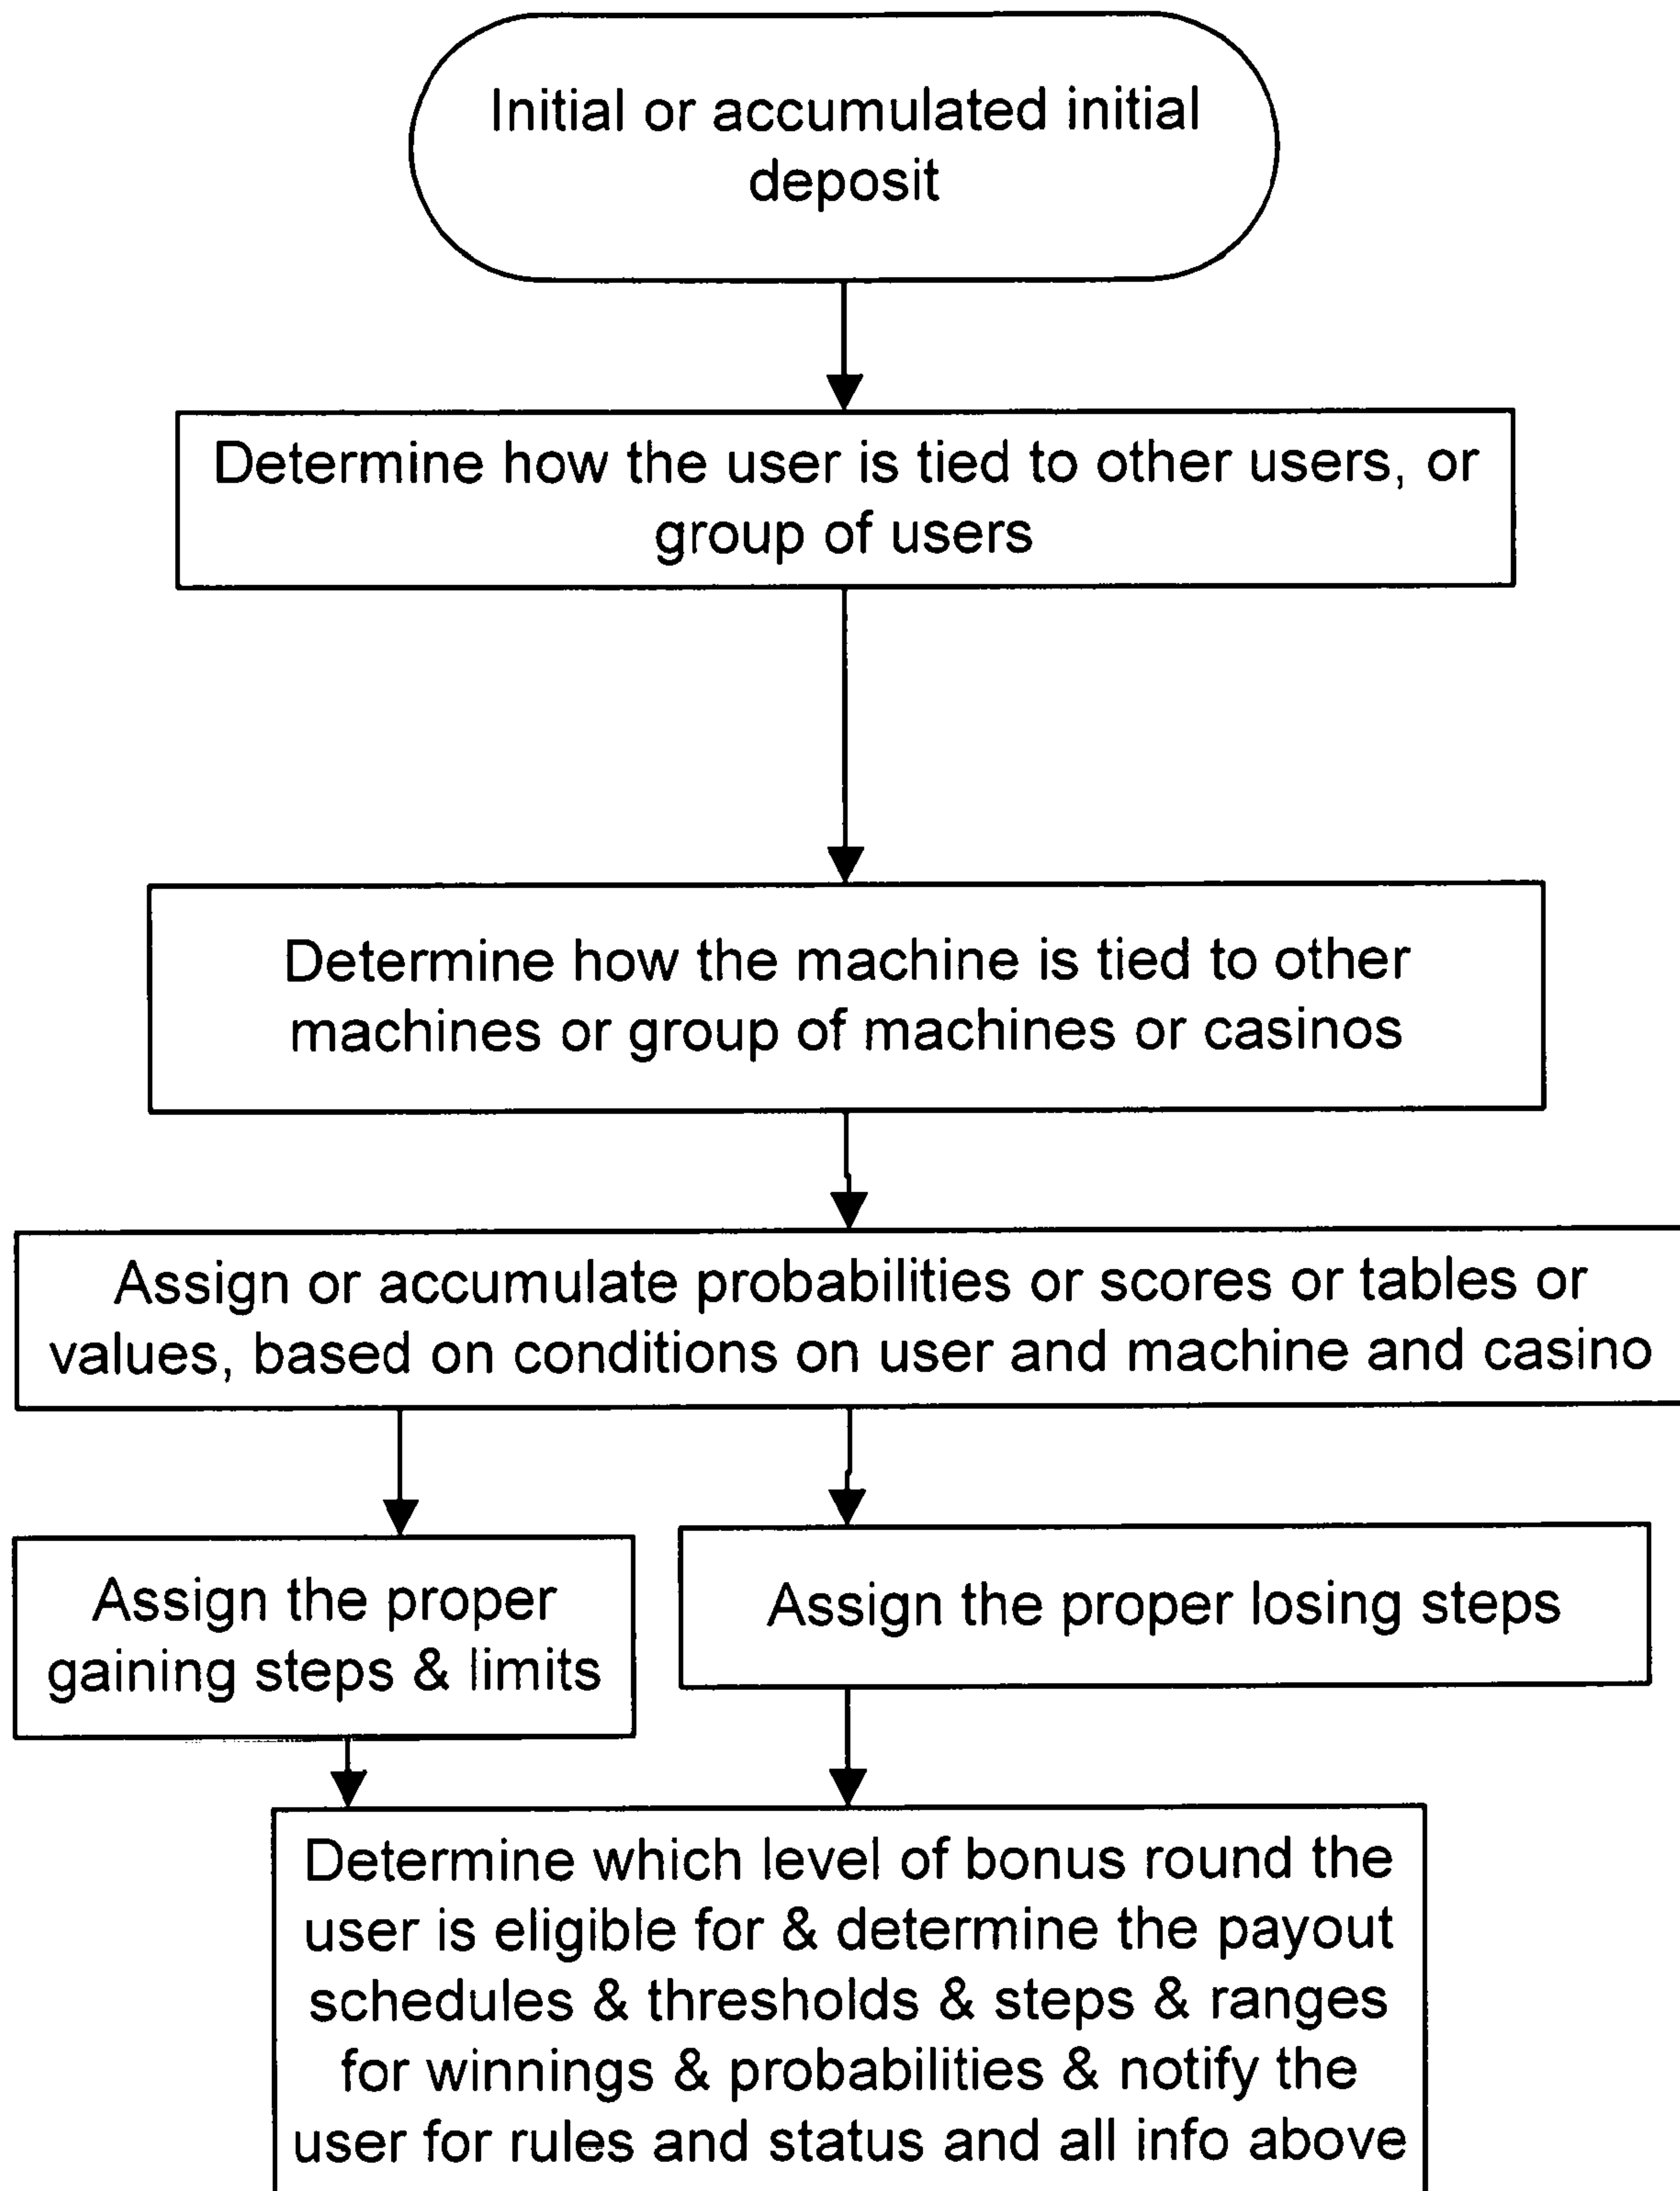 Initial or accumulated initial
deposit
Determine how the user is tied to other users, or
group of users
Determine how the machine is tied to other
machines or group of machines or casinos
Assign or accumulate probabilities or scores or tables or
values, based on conditions on user and machine and casino
Assign the proper
gaining steps & limits
Assign the proper losing steps
Determine which level of bonus round the
user is eligible for & determine the payout
schedules & thresholds & steps & ranges
for winnings & probabilities & notify the
user for rules and status and all info above